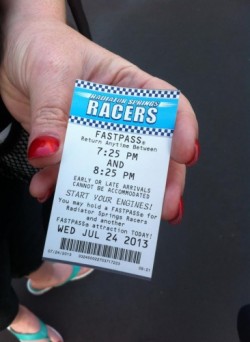 RADIATOR SPRINGS
RACERS
FASTPASS®
Return Anytime Between
7:25 PM
AND
8:25 PM
EARLY OR LATE ARRIVALS
CANNOT BE ACCOMMODATED
START YOUR ENGINES!
You may hold a FASTPASS® for
Radiator Springs Racers
and another
FASTPASS® attraction TODAY!
WED JUL 24 2013